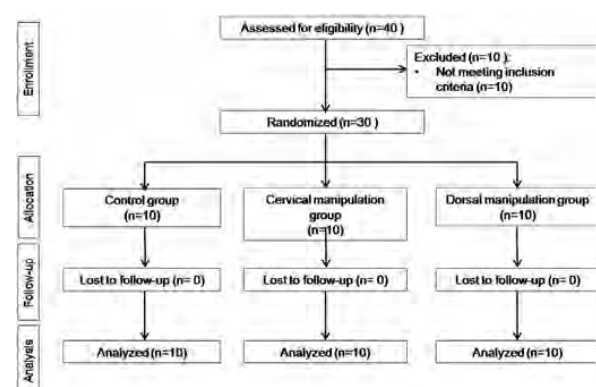 Enrollment
Assessed for eligibility (n=40 )
Excluded (n=10 ):
• Not meeting inclusion
criteria (n=10)
Randomized (n=30 )
Allocation
Control group
(n=10)
Cervical manipulation
group
(n=10)
Dorsal manipulation group
(n=10)
Follow-up
Lost to follow-up (n= 0)
Lost to follow-up (n= 0)
Lost to follow-up (n= 0)
Analysis
Analyzed (n=10)
Analyzed (n=10)
Analyzed (n=10)